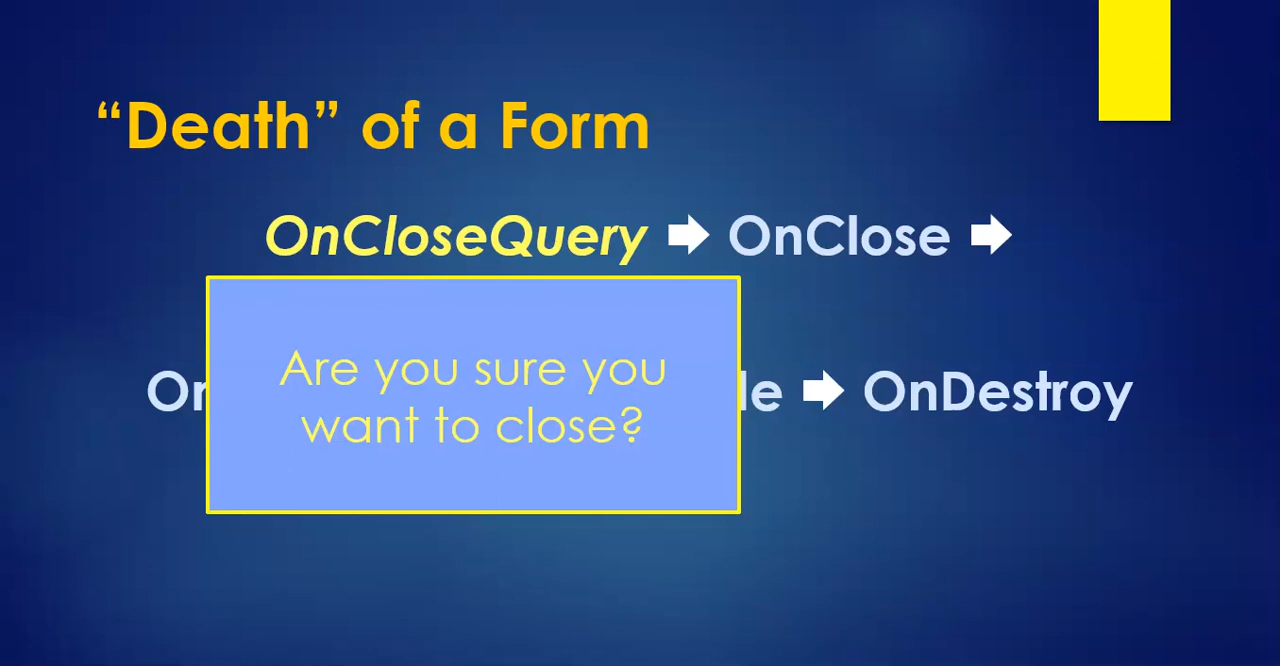 “Death” of a Form
OnCloseQuery ➡ OnClose ➡
Are you sure you
want to close?
➡ OnDestroy